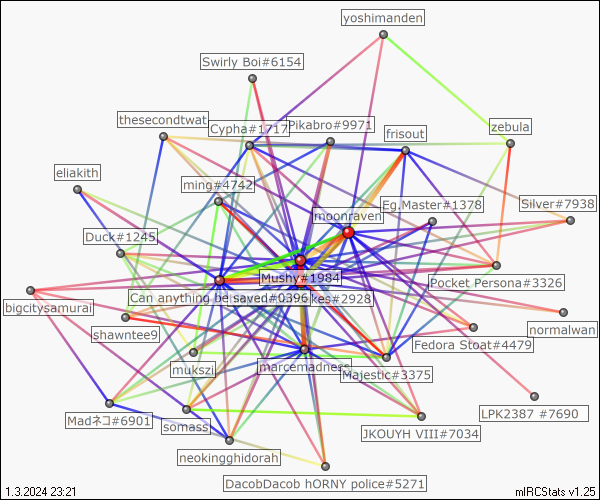 yoshimanden
Swirly Boi#6154
thesecondtwat
Cypha#1717
Pikabro#9971
frisout
zebula
eliakith
ming#4742
moonraven
Eg.Master#1378
Silver#7938
Duck#1245
Mushy#1984
Pocket Persona#3326
Can anything be saved#0396
kes#2928
bigcitysamurai
shawntee9
normalwan
Fedora Stoat#4479
mukszi
marcemadness
Majestic#3375
Madネコ#6901
somass
JKOUYH VIII#7034
LPK2387 #7690
neokingghidorah
DacobDacob hORNY police#5271
1.3.2024 23:21
mIRCStats v1.25